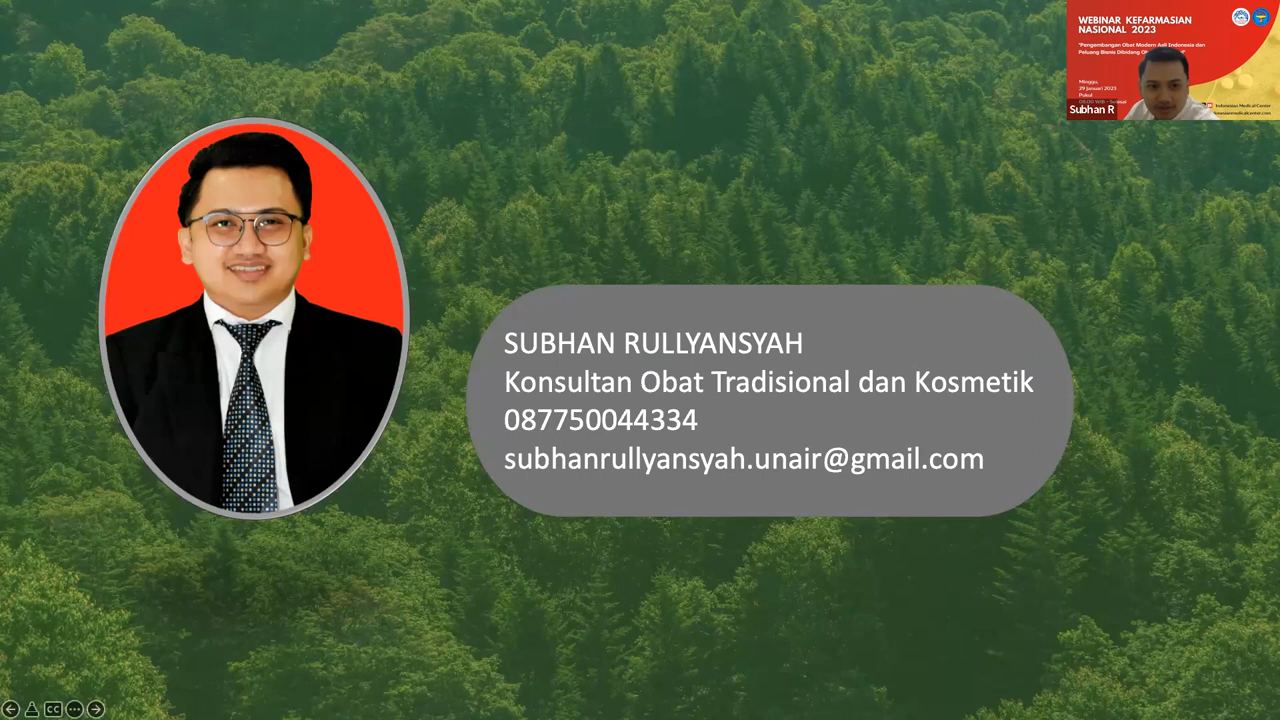 WEBINAR KEFARMASIAN
NASIONAL 2023
"Pengembangan Obat Modern Asli Indonesia dan
Peluang Bisnis Dibidang
Minggu,
29 Januari 2023
Pukul
Subhan R
Indonesian Medical Center
SUBHAN RULLYANSYAH
Konsultan Obat Tradisional dan Kosmetik
087750044334
subhanrullyansyah.unair@gmail.com
CC